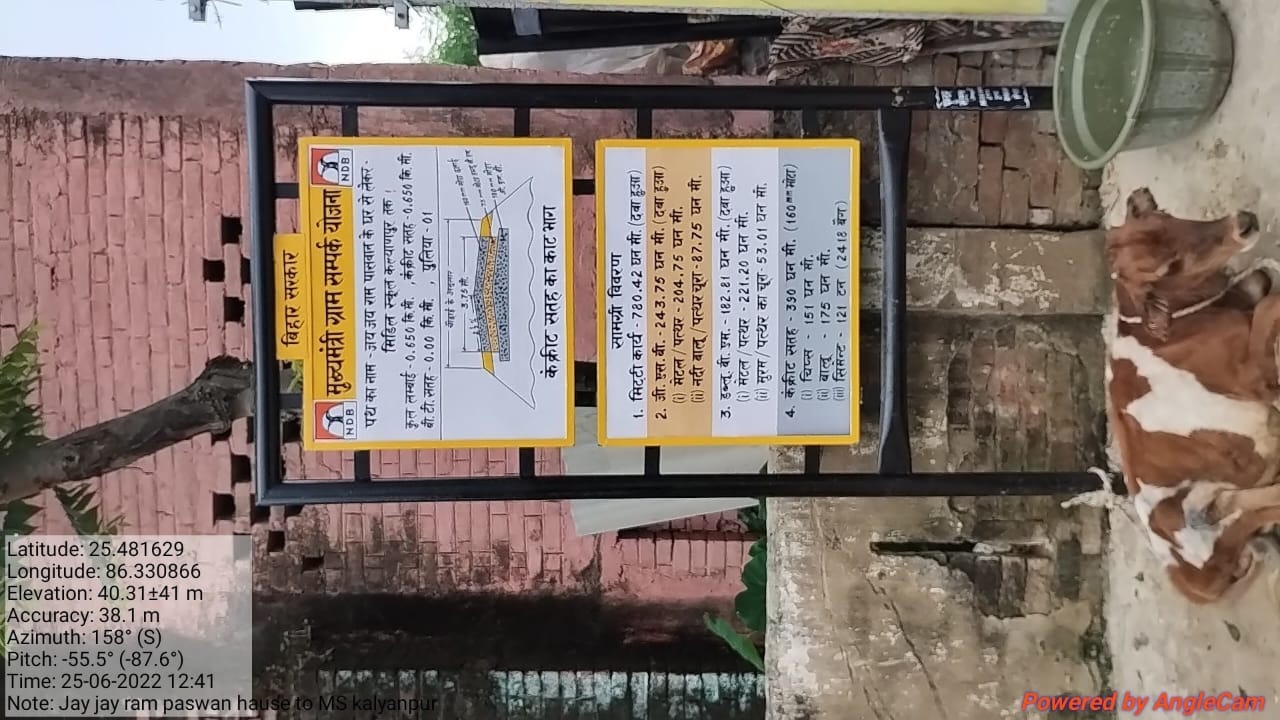 बिहार सरकार
मुख्यमंत्री ग्राम सम्पर्क योजना
NDB
NDB
पथ का नाम - जय जय राम पासवान के घर से लेकर -
मिडिल स्कुल कल्याणपुर तक !
कुल लम्बाई - 0.650 कि.मी. , कंक्रीट सतह - 0.650 कि.मी.
बी.टी. सतह - 0.00 कि.मी. , पुलिया - 01
3.75 मी.
कंक्रीट सतह का काट भाग
सामग्री विवरण
1. मिट्टी कार्य - 780.42 घन मी. (दबा हुआ)
2. जी. एस. बी. - 243.75 घन मी. (दबा हुआ)
(i) मेटल / पत्थर - 204.75 घन मी.
(ii) नदी बालू / पत्थर चूरा - 87.75 घन मी.
3. डब्लू. बी. एम. - 182.81 घन मी. (दबा हुआ)
(i) मेटल / पत्थर - 221.20 घन मी.
(ii) मुरम / पत्थर का चूरा - 53.01 घन मी.
4. कंक्रीट सतह - 390 घन मी. (160mm मोटा)
(i) चिप्स - 151 घन मी.
(ii) बालू - 175 घन मी.
(iii) सिमेन्ट - 121 टन (2418 बैग)
Latitude: 25.481629
Longitude: 86.330866
Elevation: 40.31±41 m
Accuracy: 38.1 m
Azimuth: 158° (S)
Pitch: -55.5° (-87.6°)
Time: 25-06-2022 12:41
Note: Jay jay ram paswan hause to MS kalyanpur
Powered by AngleCam